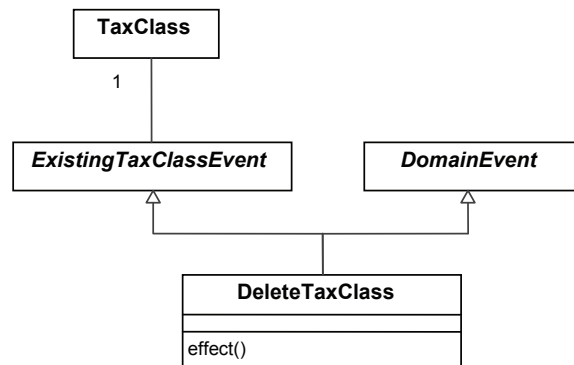 TaxClass
1
ExistingTaxClassEvent
DomainEvent
DeleteTaxClass
effect()